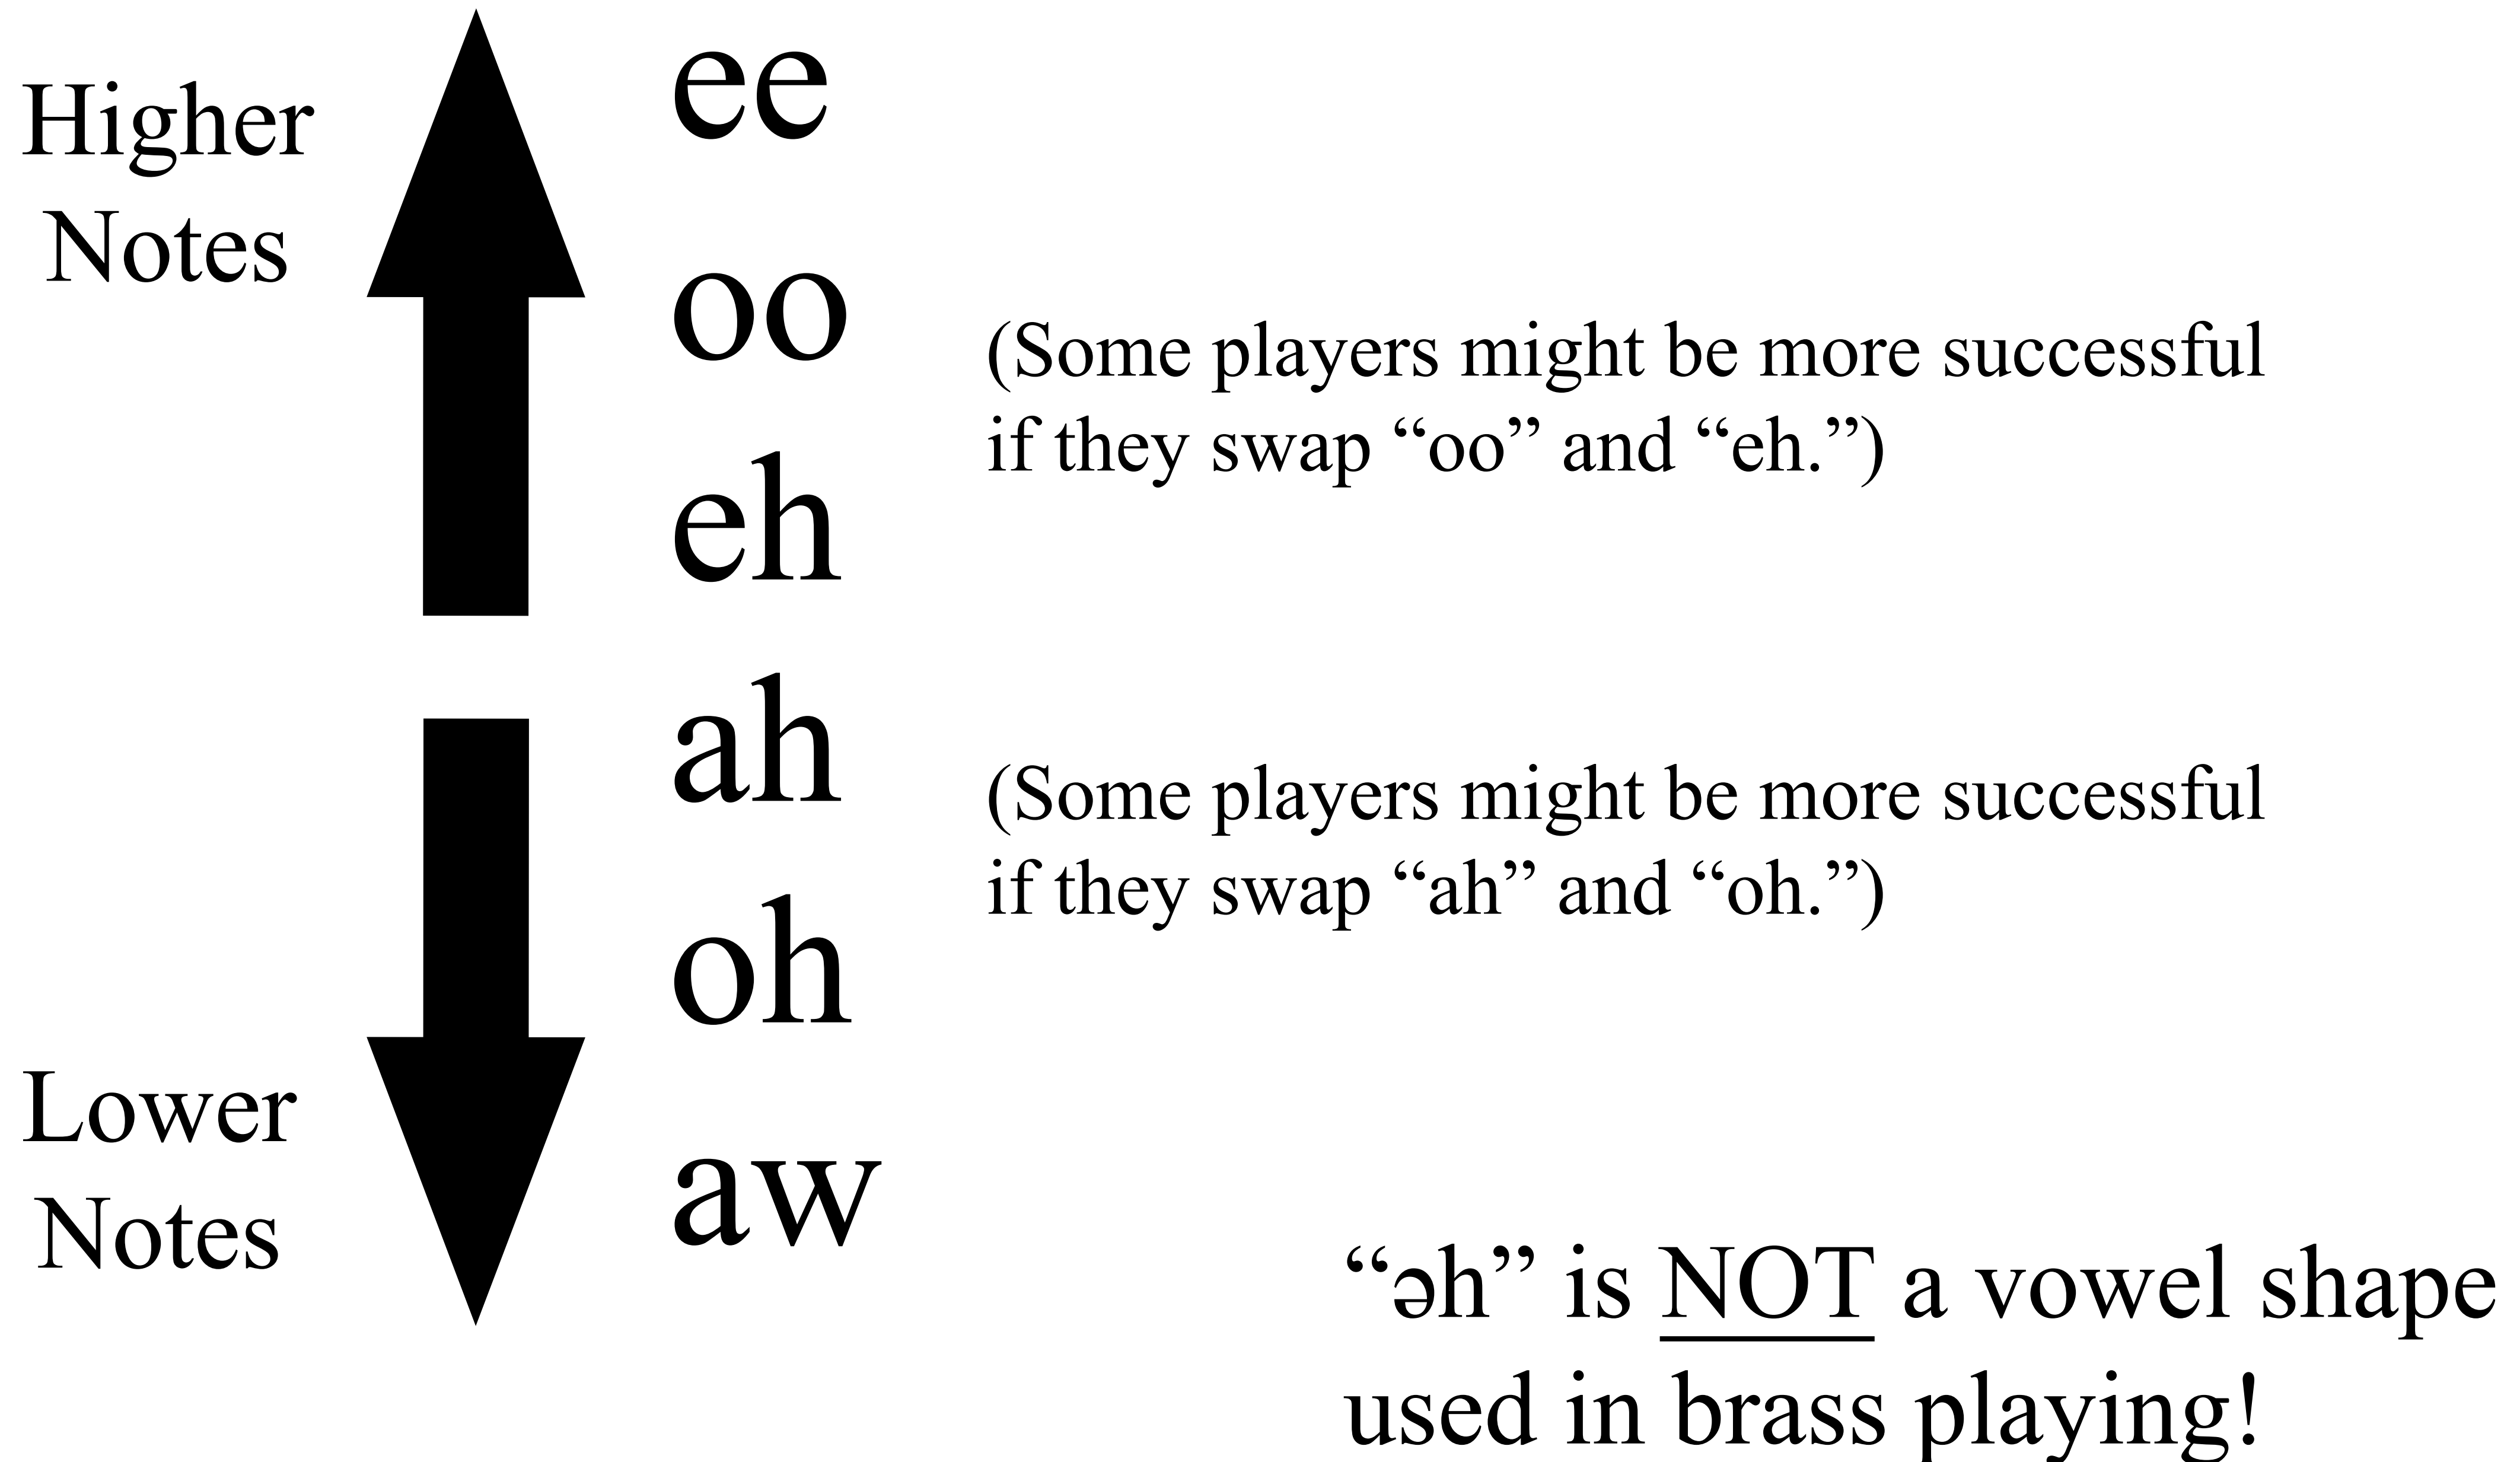 Higher
Notes
ee
oo
(Some players might be more successful
if they swap “oo” and “eh.”)
eh
ah
(Some players might be more successful
if they swap “ah” and “oh.”)
oh
Lower
Notes
aw
“əh” is NOT a vowel shape
used in brass playing!